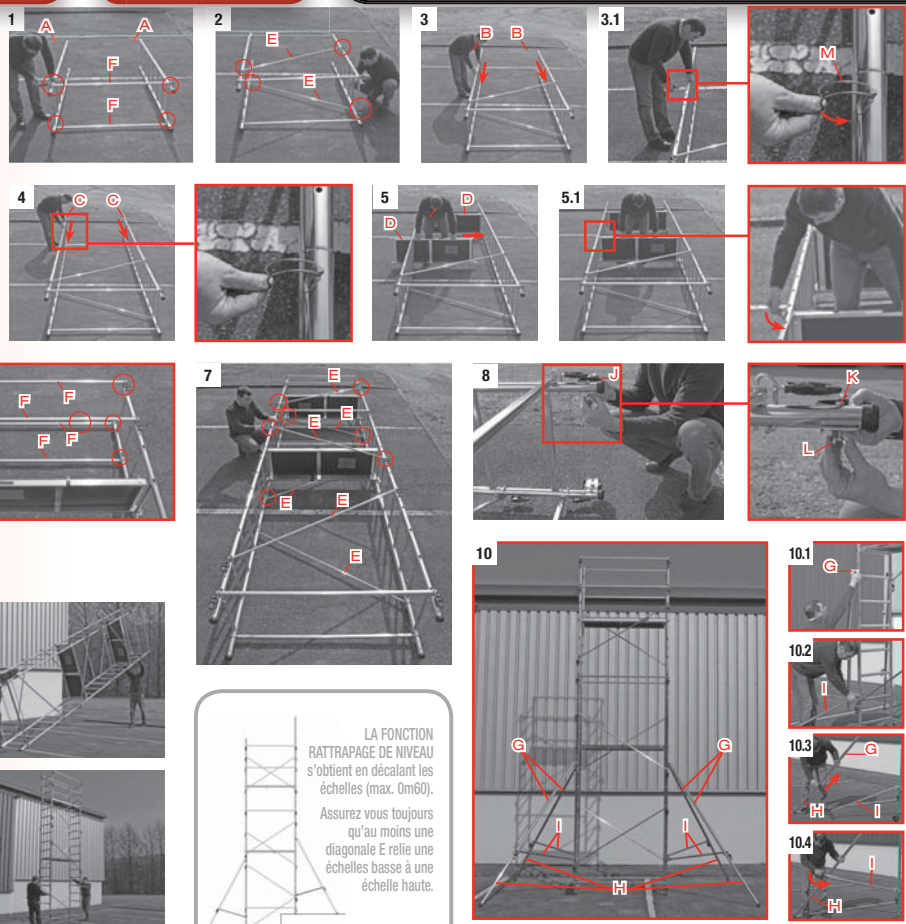 1
A
A
F
F
2
E
E
3
B
B
3.1
M
4
C
C
5
D
D
5.1
F
F
F
F
7
E
E
E
E
E
E
8
J
K
L
LA FONCTION
RATTRAPAGE DE NIVEAU
s'obtient en décalant les
échelles (max. 0m60).
Assurez vous toujours
qu'au moins une
diagonale E relie une
échelles basse à une
échelle haute.
10
G
G
I
I
H
10.1
G
10.2
I
10.3
G
H
I
10.4
I
H